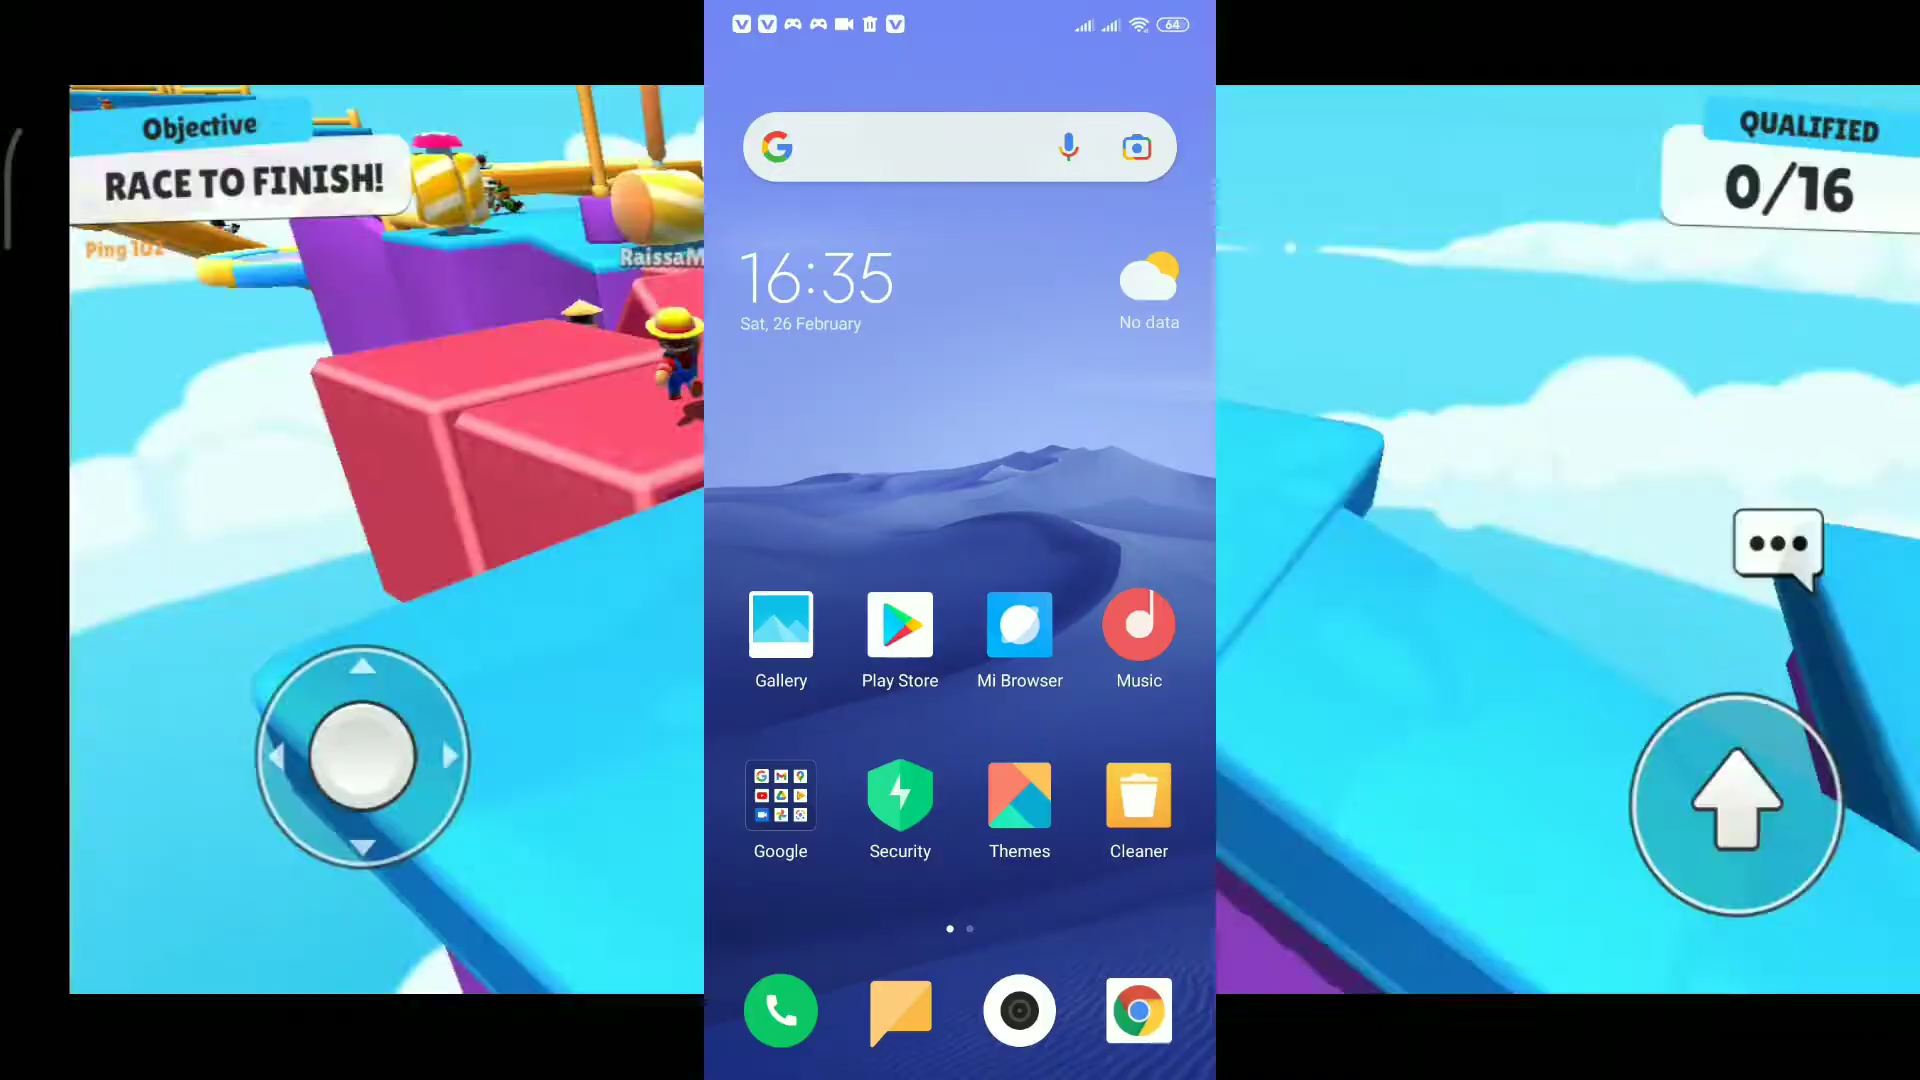 64
Objective
RACE TO FINISH!
Ping 102
RaissaM
QUALIFIED
0/16
16:35
Sat, 26 February
No data
Gallery
Play Store
Mi Browser
Music
Google
Security
Themes
Cleaner